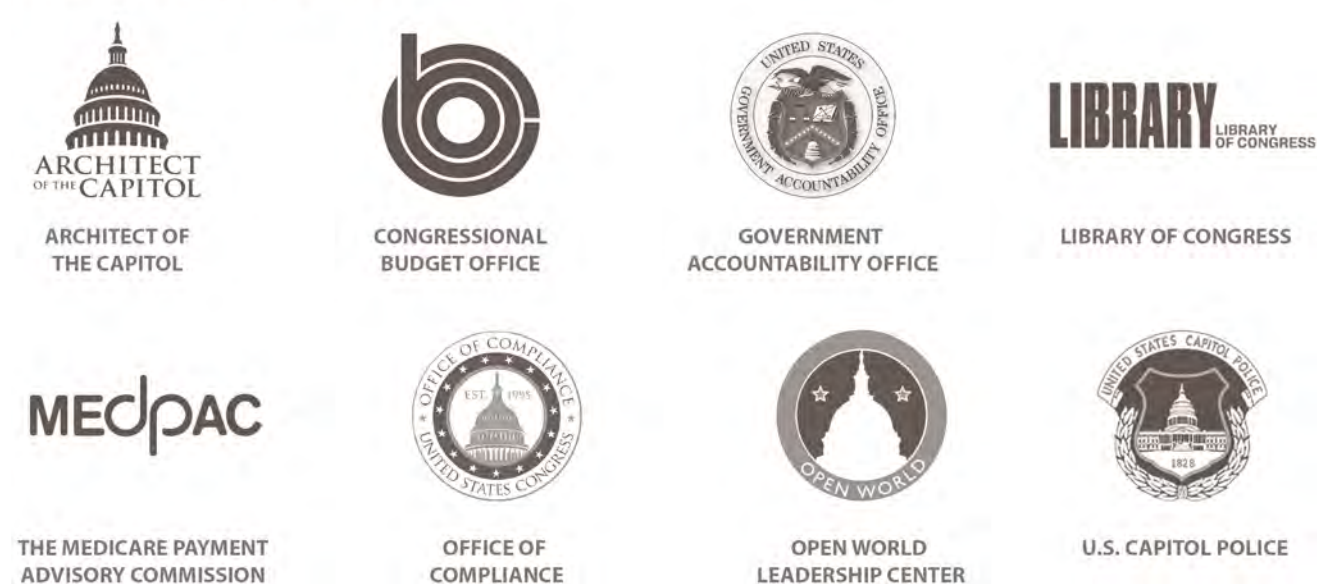 ARCHITECT
OF THE CAPITOL
ARCHITECT OF
THE CAPITOL
cbo
CONGRESSIONAL
BUDGET OFFICE
UNITED STATES
GOVERNMENT ACCOUNTABILITY OFFICE
GOVERNMENT
ACCOUNTABILITY OFFICE
LIBRARY
LIBRARY
OF CONGRESS
LIBRARY OF CONGRESS
MEdpAC
THE MEDICARE PAYMENT
ADVISORY COMMISSION
OFFICE OF COMPLIANCE
EST. 1995
UNITED STATES CONGRESS
OFFICE OF
COMPLIANCE
OPEN WORLD
OPEN WORLD
LEADERSHIP CENTER
UNITED STATES CAPITOL POLICE
1828
U.S. CAPITOL POLICE